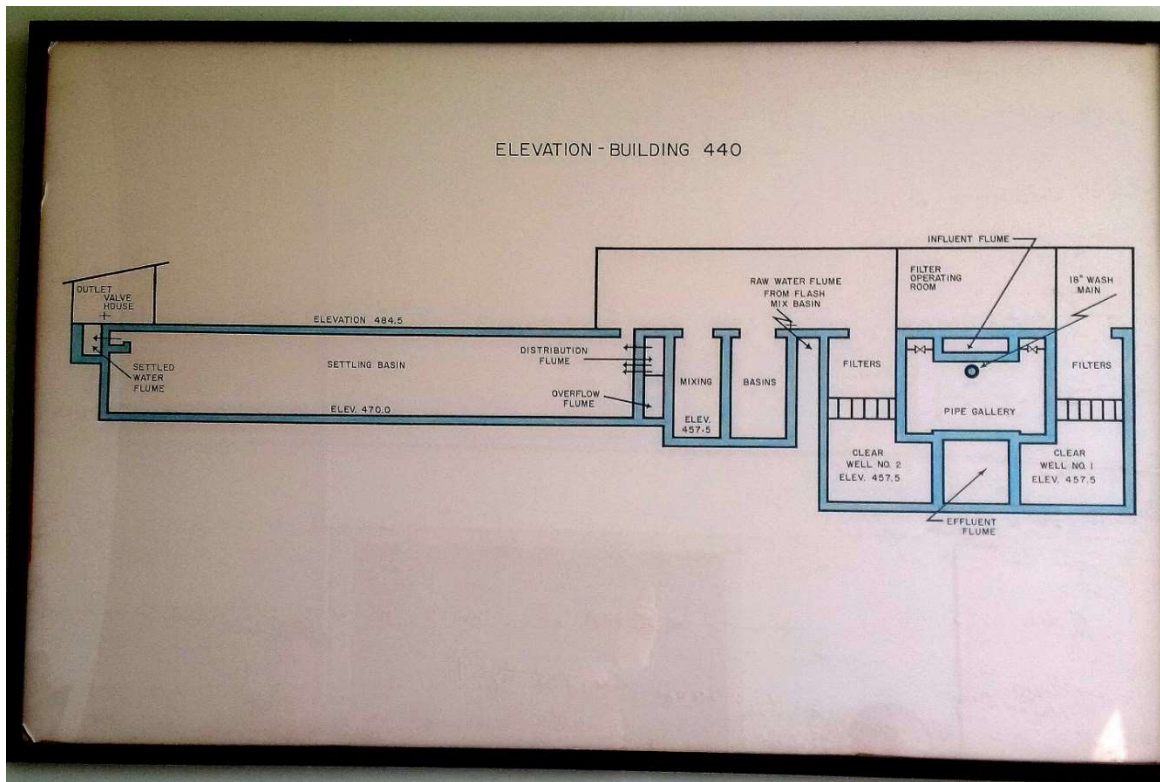 ELEVATION - BUILDING 440
INFLUENT FLUME
FILTER
OPERATING
ROOM
18" WASH
MAIN
RAW WATER FLUME
FROM FLASH
MIX BASIN
OUTLET
VALVE
HOUSE
ELEVATION 484.5
SETTLED
WATER
FLUME
SETTLING BASIN
DISTRIBUTION
FLUME
OVERFLOW
FLUME
ELEV. 470.0
MIXING
BASINS
ELEV.
457.5
FILTERS
FILTERS
PIPE GALLERY
CLEAR
WELL NO. 2
ELEV. 457.5
CLEAR
WELL NO. 1
ELEV. 457.5
EFFLUENT
FLUME